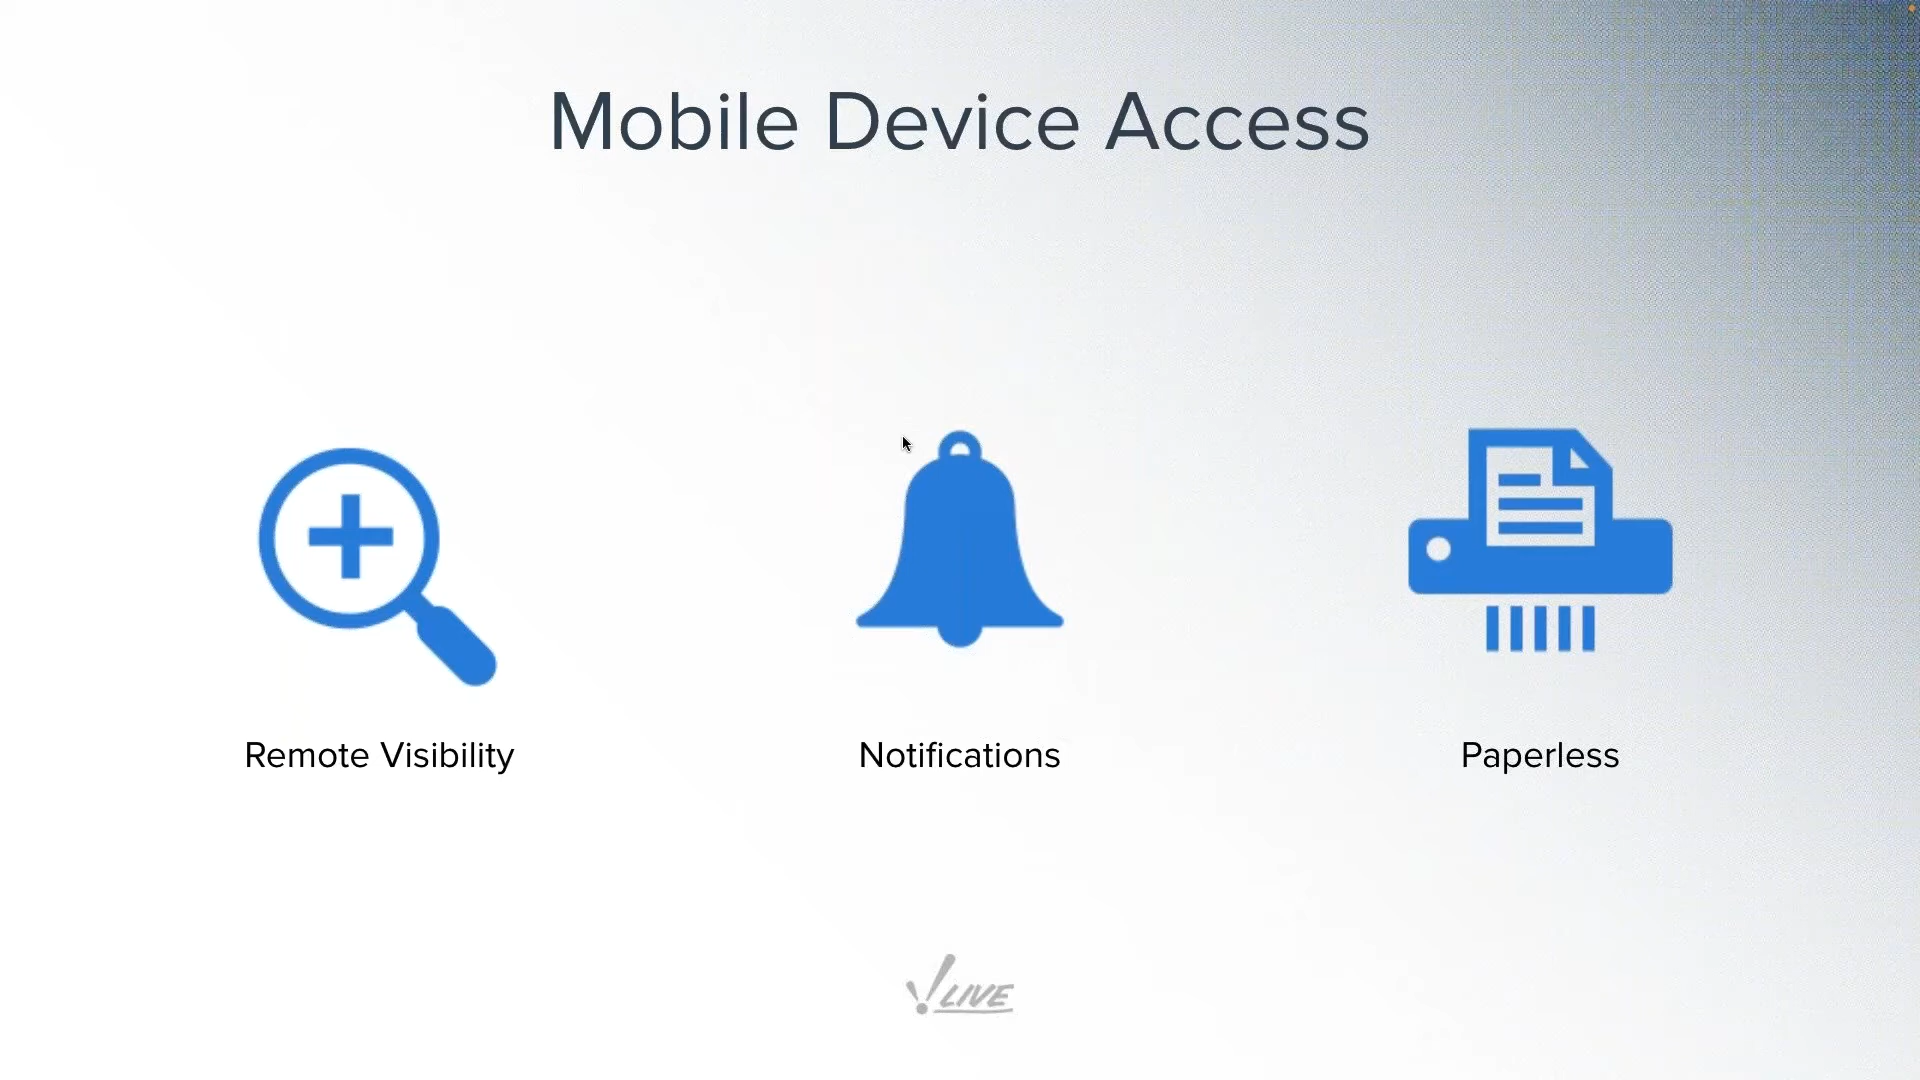 Mobile Device Access
Remote Visibility
Notifications
Paperless
LIVE